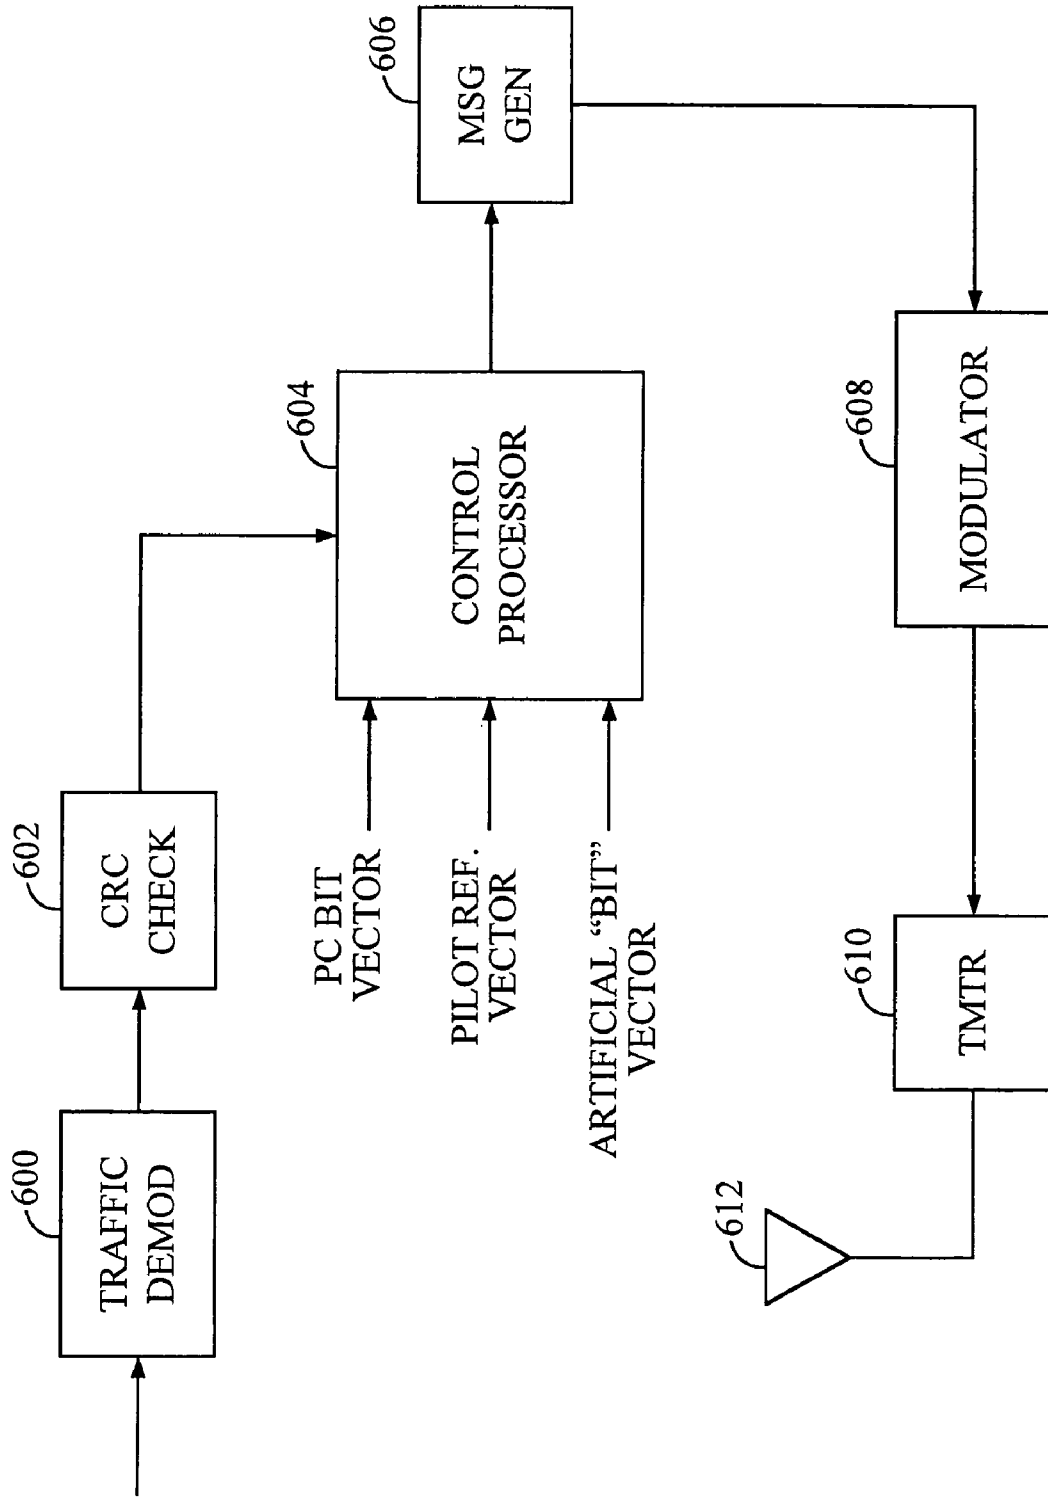 600
TRAFFIC
DEMOD
602
CRC
CHECK
PC BIT
VECTOR
PILOT REF.
VECTOR
ARTIFICIAL “BIT”
VECTOR
604
CONTROL
PROCESSOR
606
MSG
GEN
608
MODULATOR
610
TMTR
612